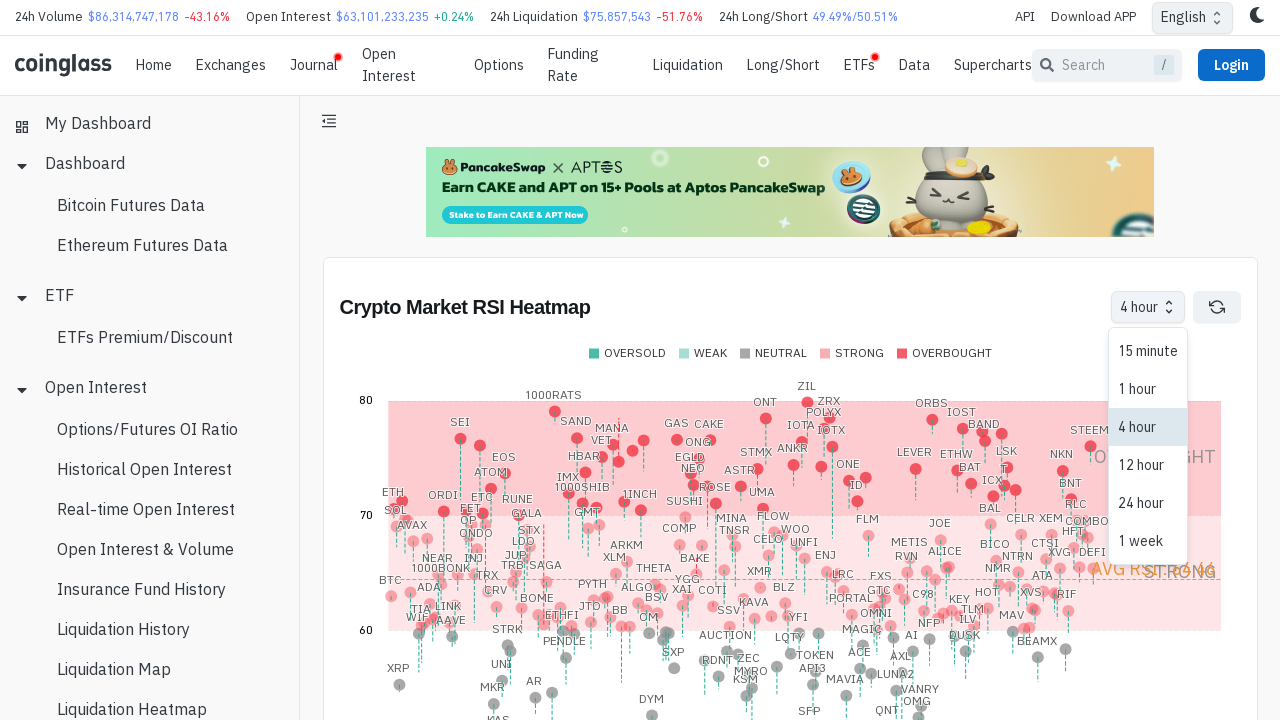 24h Volume $86,314,747,178 -43.16% Open Interest $63,101,233,235 +0.24% 24h Liquidation $75,857,543 -51.76% 24h Long/Short 49.49%/50.51% API Download APP English
coinglass Home Exchanges Journal Open Interest Options Funding Rate Liquidation Long/Short ETFs Data Supercharts Search / Login
My Dashboard
Dashboard
Bitcoin Futures Data
Ethereum Futures Data
ETF
ETFs Premium/Discount
Open Interest
Options/Futures OI Ratio
Historical Open Interest
Real-time Open Interest
Open Interest & Volume
Insurance Fund History
Liquidation History
Liquidation Map
Liquidation Heatmap
PancakeSwap × APTOS
Earn CAKE and APT on 15+ Pools at Aptos PancakeSwap
Stake to Earn CAKE & APT Now
Crypto Market RSI Heatmap
4 hour
15 minute
1 hour
4 hour
12 hour
24 hour
1 week
OVERSOLD WEAK NEUTRAL STRONG OVERBOUGHT
80
70
60
ZIL
1000RATS
ONT ZRX ORBS
POLYX IOST
SEI SAND GAS CAKE IOTA BAND
MANA IOTX STEEM
VET ONG
EOS HBAR EGLD STMX ANKR LEVER ETHW LSK NKN
ATOM IMX NEO ASTR ONE BAT
1000SHIB ROSE ID ICX BNT
ETH ORDI ETC RUNE 1INCH SUSHI UMA
SOL FET GALA GMT BAL RLC
AVAX OP MINA FLOW FLM JOE CELR XEM COMBO
ONDO STX COMP TNSR WOO HFT
LDO ARKM CELO UNFI METIS BICO CTSI
NEAR INJ JUP XLM BAKE ENJ RVN ALICE NTRN XVG DEFI
1000BONK TRB SAGA THETA XMR NMR
BTC TRX PYTH YGG LRC FXS ATA STRONG
ADA CRV ALGO XAI COTI BLZ GTC HOT XVS RIF
BOME BSV KAVA PORTAL C98 KEY
TIA LINK JTO BB SSV OMNI TLM
WIF AAVE ETHFI OM YFI NFP ILV MAV
STRK AUCTION MAGIC AI DUSK
PENDLE LQTY BEAMX
SXP ZEC TOKEN ACE AXL
XRP UNI RDNT API3
MYRO LUNA2
MKR AR KSM MAVIA VANRY
DYM OMG
KAS SFP QNT